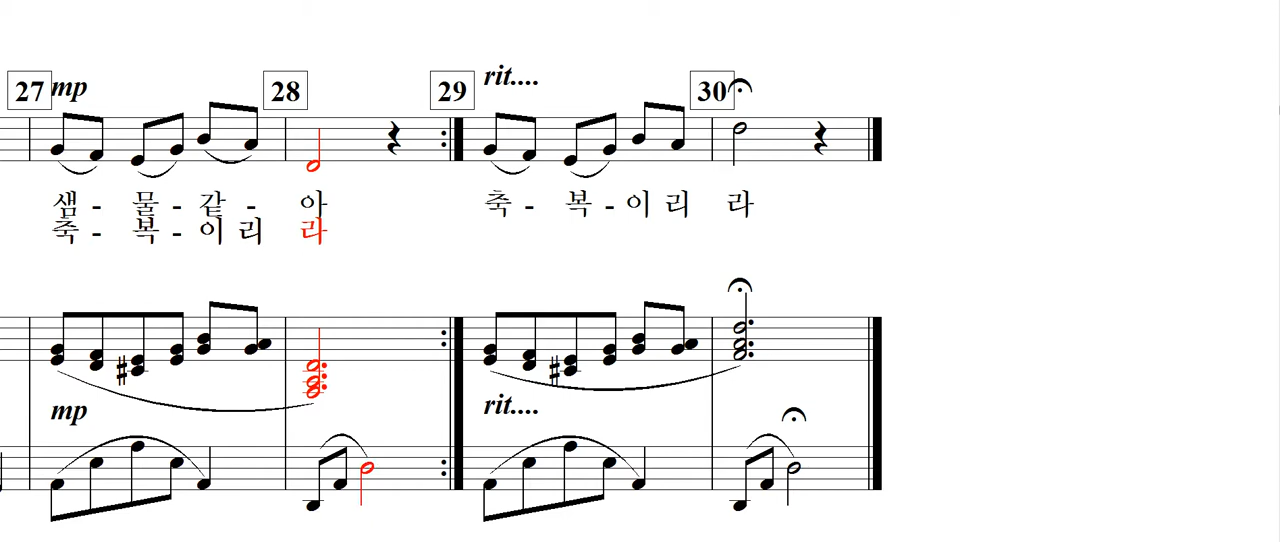 27 mp 28 29 rit.... 30
샘 - 물 - 같 - 아 축 - 복 - 이 리 라
축 - 복 - 이 리 라
mp rit....